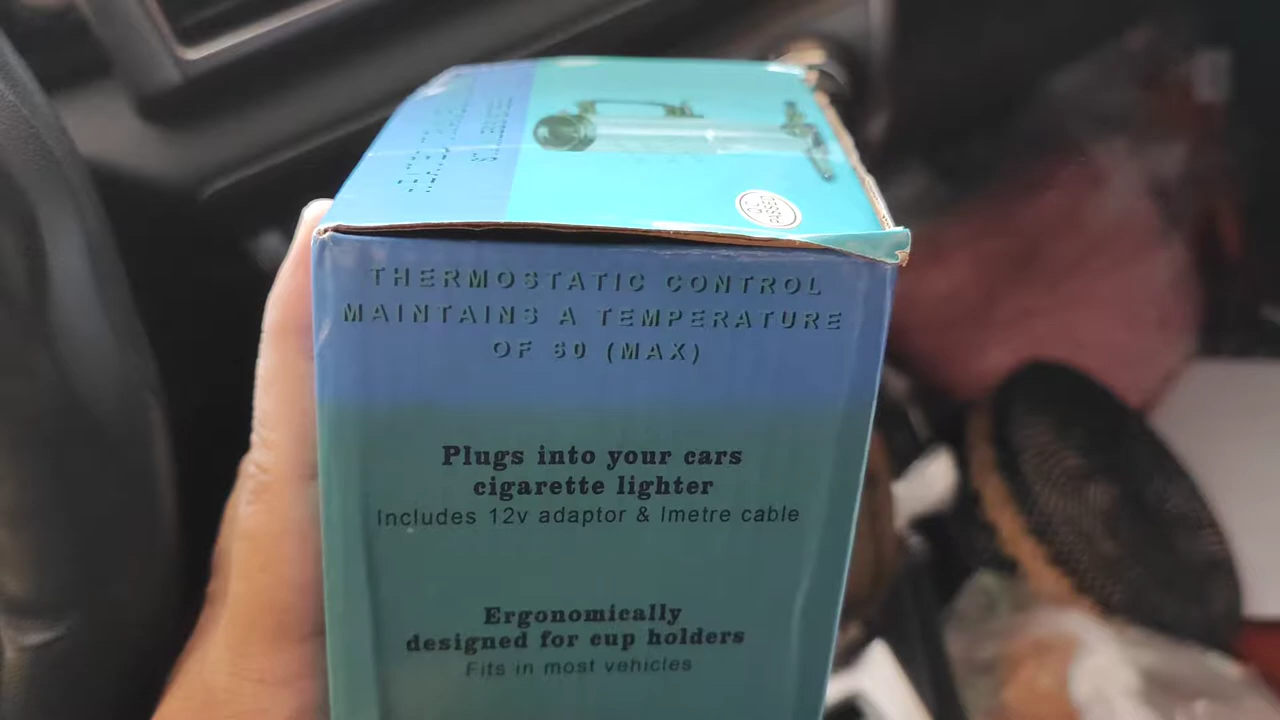 THERMOSTATIC CONTROL
MAINTAINS A TEMPERATURE
OF 60 (MAX)
Plugs into your cars
cigarette lighter
Includes 12v adaptor & lmetre cable
Ergonomically
designed for cup holders
Fits in most vehicles